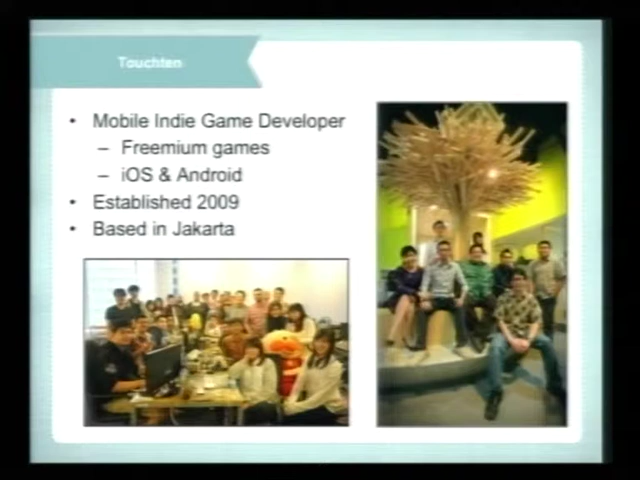 Touchten
• Mobile Indie Game Developer
– Freemium games
– iOS & Android
• Established 2009
• Based in Jakarta